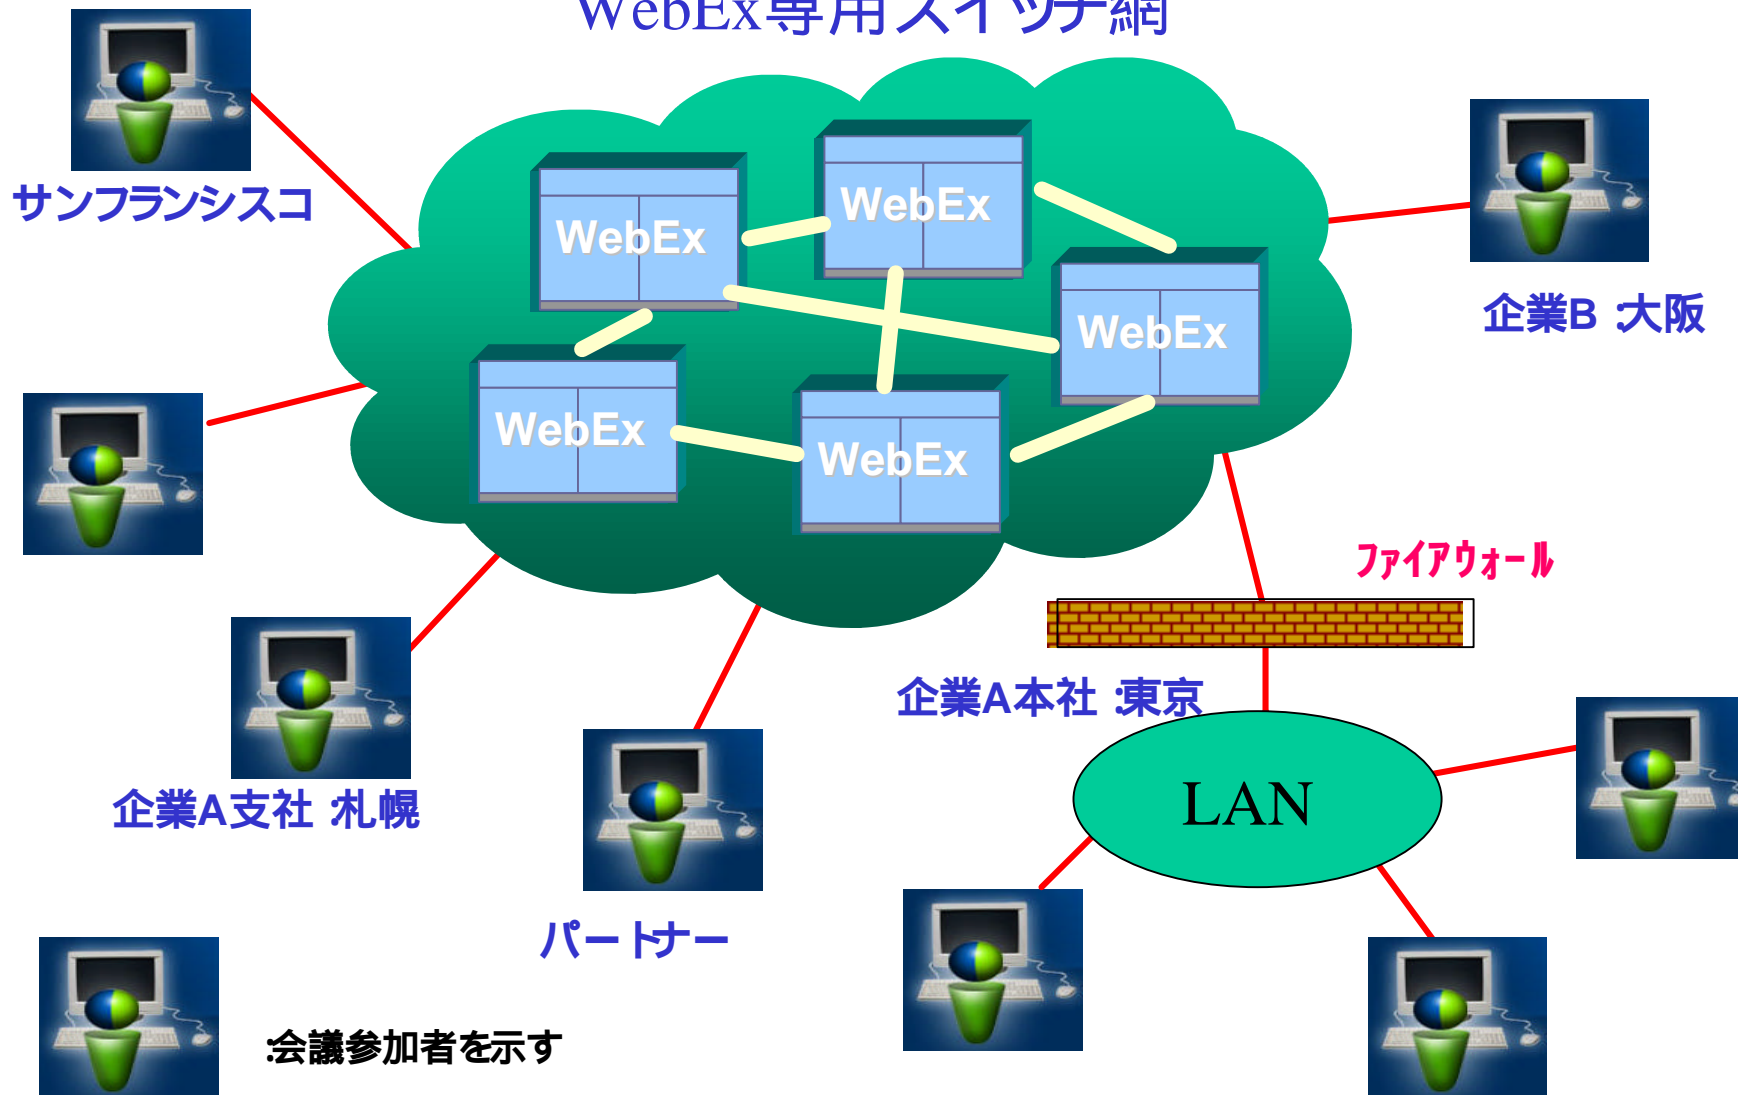 WebEx専用スイッチ網
サンフランシスコ
WebEx
WebEx
WebEx
WebEx
WebEx
企業B：大阪
ﾌｧｲｱｳｫｰﾙ
企業A本社：東京
LAN
企業A支社：札幌
パートナー
:会議参加者を示す